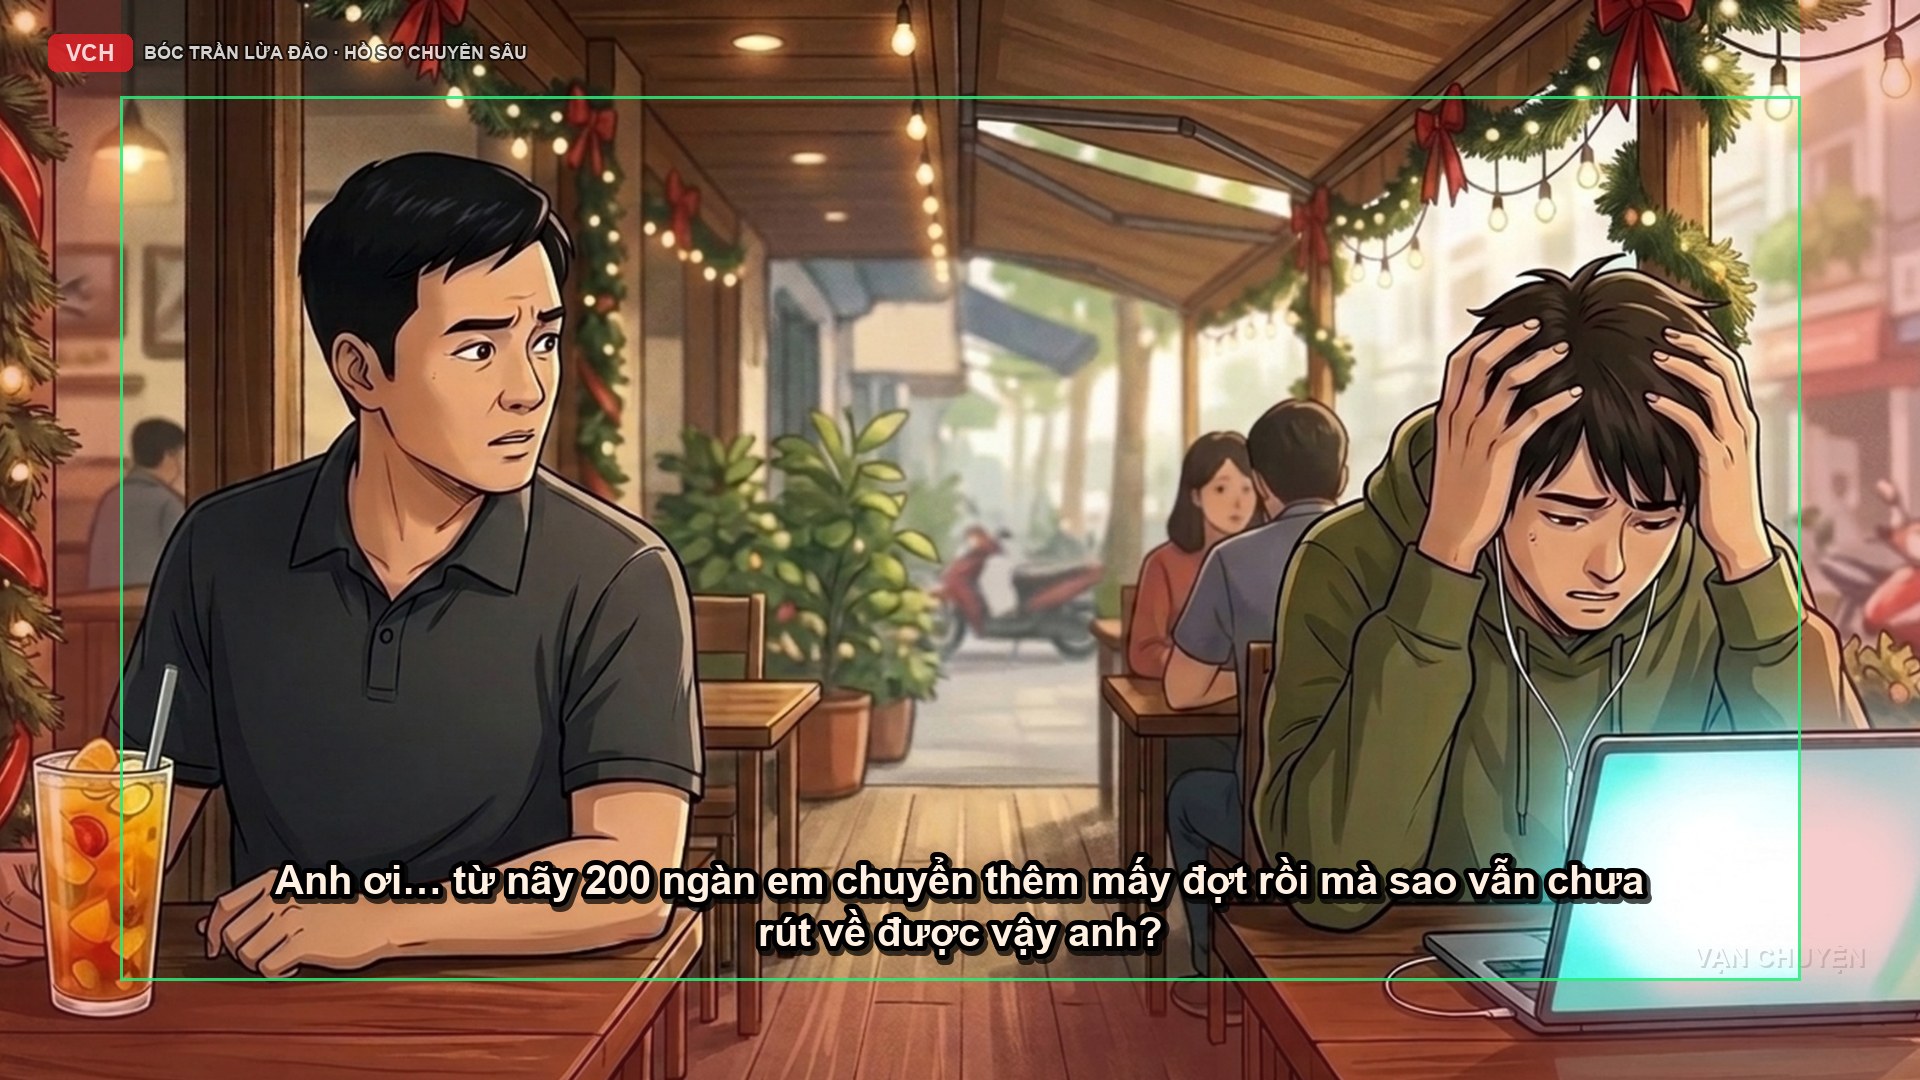 VCH BÓC TRẦN LỪA ĐẢO · HỒ SƠ CHUYÊN SÂU
Anh ơi... từ nãy 200 ngàn em chuyển thêm mấy đợt rồi mà sao vẫn chưa
rút về được vậy anh?
VẠN CHUYỆN